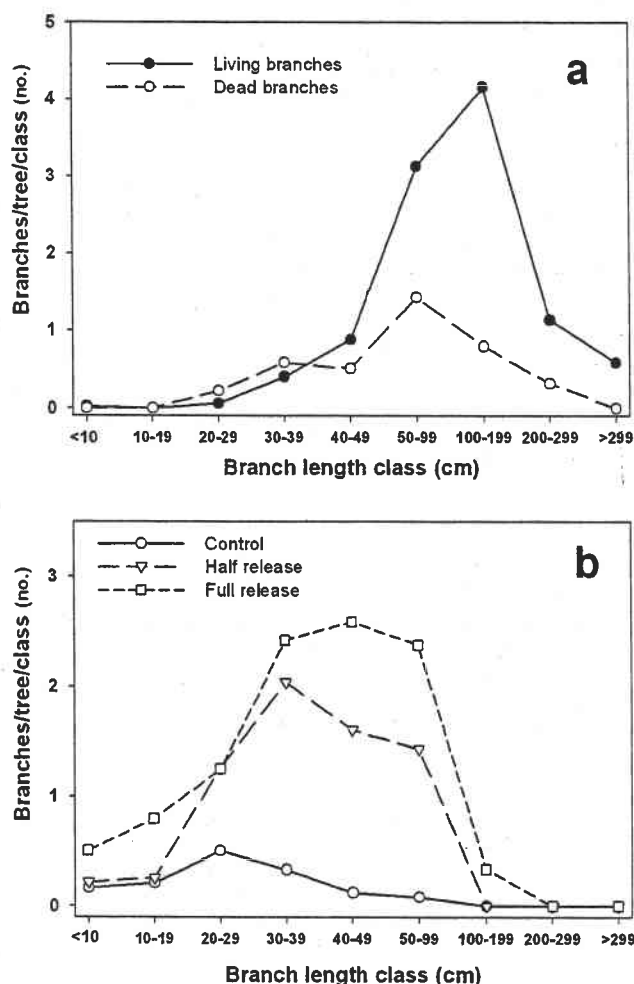 5
4
3
2
1
0
Branches/tree/class (no.)
Living branches
Dead branches
a
<10 10-19 20-29 30-39 40-49 50-99 100-199 200-299 >299
Branch length class (cm)
3
2
1
0
Branches/tree/class (no.)
Control
Half release
Full release
b
<10 10-19 20-29 30-39 40-49 50-99 100-199 200-299 >299
Branch length class (cm)